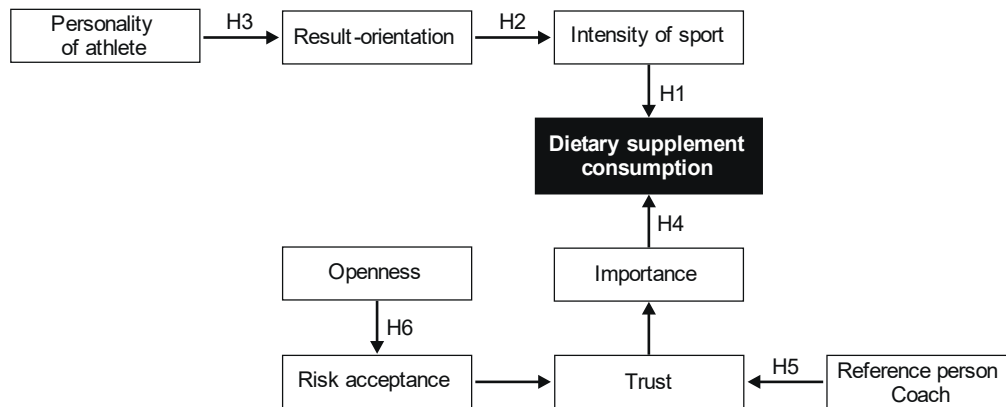 Personality
of athlete
H3
Result-orientation
H2
Intensity of sport
H1
Dietary supplement
consumption
H4
Openness
Importance
H6
Risk acceptance
Trust
H5
Reference person
Coach